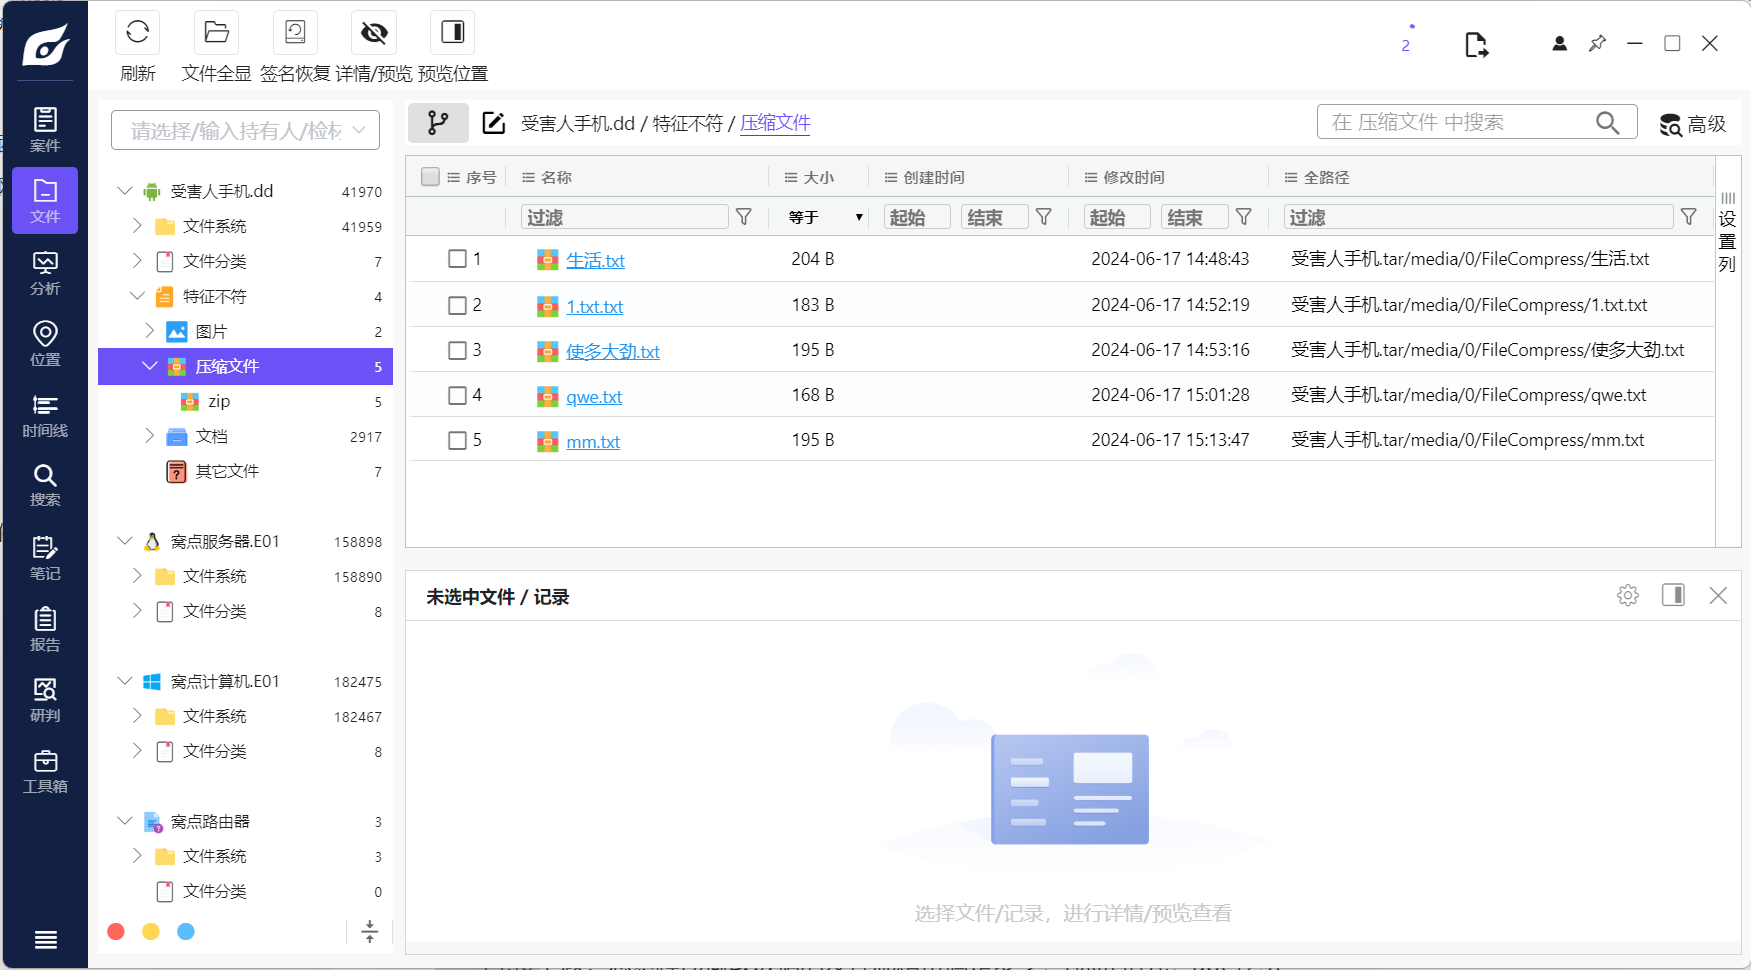 刷新
文件全显
签名恢复
详情/预览
预览位置
2
案件
文件
分析
位置
时间线
搜索
笔记
报告
研判
工具箱
请选择/输入持有人/检材
受害人手机.dd 41970
文件系统 41959
文件分类 7
特征不符 4
图片 2
压缩文件 5
zip 5
文档 2917
其它文件 7
窝点服务器.E01 158898
文件系统 158890
文件分类 8
窝点计算机.E01 182475
文件系统 182467
文件分类 8
窝点路由器 3
文件系统 3
文件分类 0
受害人手机.dd / 特征不符 / 压缩文件
在 压缩文件 中搜索
高级
序号 名称 大小 创建时间 修改时间 全路径
过滤 等于 起始 结束 起始 结束 过滤
1 生活.txt 204 B 2024-06-17 14:48:43 受害人手机.tar/media/0/FileCompress/生活.txt
2 1.txt.txt 183 B 2024-06-17 14:52:19 受害人手机.tar/media/0/FileCompress/1.txt.txt
3 使多大劲.txt 195 B 2024-06-17 14:53:16 受害人手机.tar/media/0/FileCompress/使多大劲.txt
4 qwe.txt 168 B 2024-06-17 15:01:28 受害人手机.tar/media/0/FileCompress/qwe.txt
5 mm.txt 195 B 2024-06-17 15:13:47 受害人手机.tar/media/0/FileCompress/mm.txt
设置列
未选中文件 / 记录
选择文件/记录，进行详情/预览查看